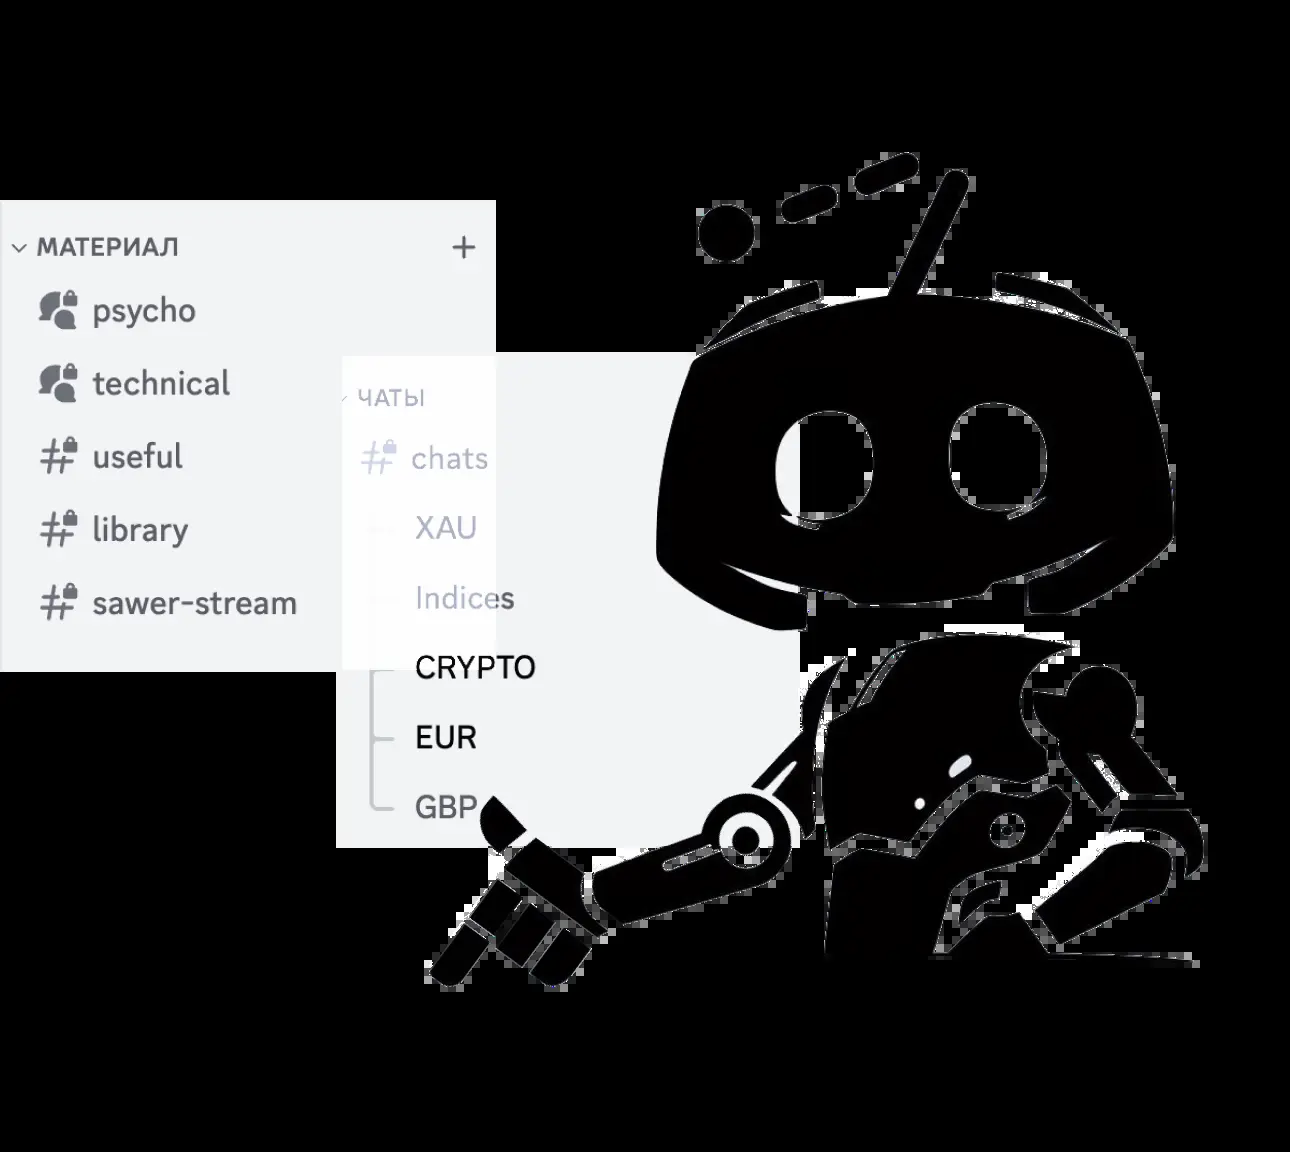 МАТЕРИАЛ
psycho
technical
useful
library
sawer-stream
ЧАТЫ
chats
XAU
Indices
CRYPTO
EUR
GBP